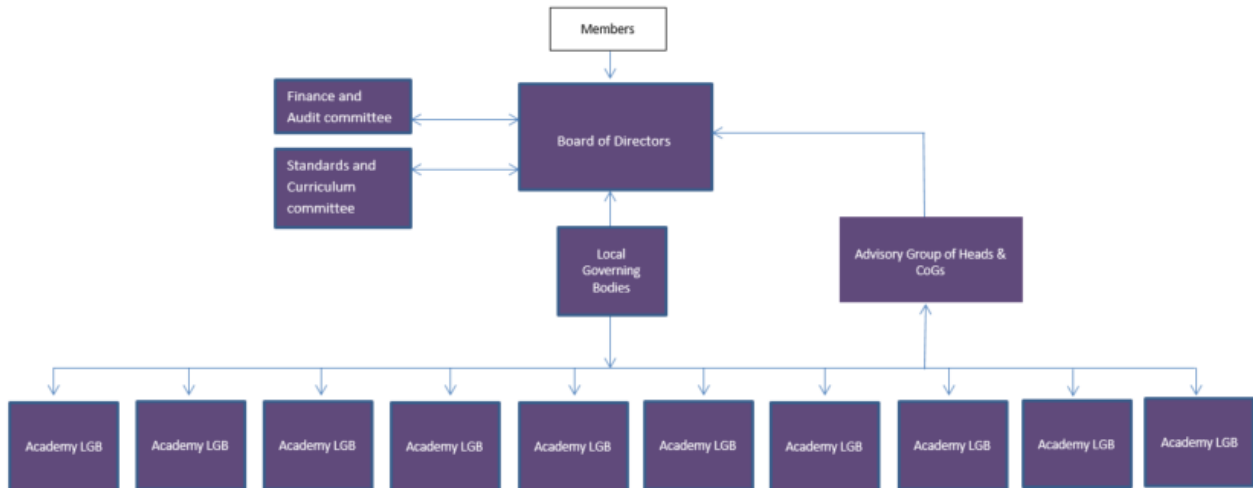 Members
Finance and
Audit committee
Board of Directors
Standards and
Curriculum
committee
Local
Governing
Bodies
Advisory Group of Heads &
CoGs
Academy LGB
Academy LGB
Academy LGB
Academy LGB
Academy LGB
Academy LGB
Academy LGB
Academy LGB
Academy LGB
Academy LGB